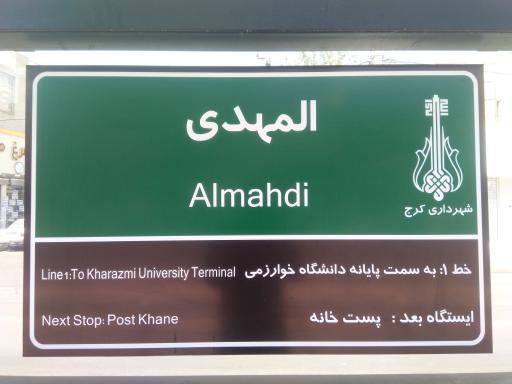 المهدی
Almahdi
شهرداری کرج
Line1:To Kharazmi University Terminal خط ۱: به سمت پایانه دانشگاه خوارزمی
Next Stop: Post Khane ایستگاه بعد : پست خانه